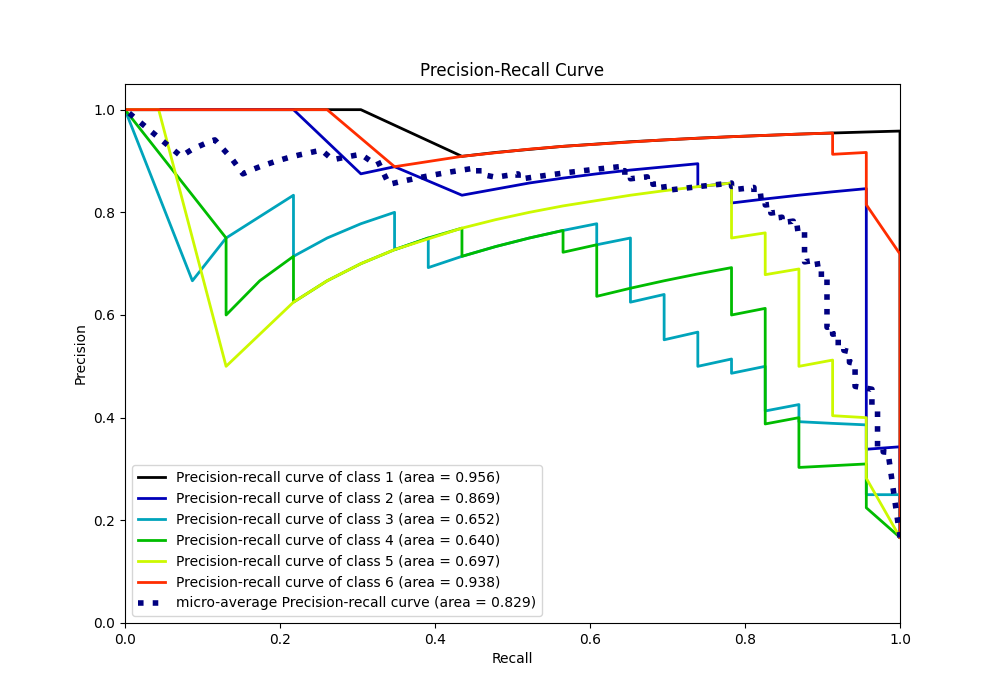 Precision-Recall Curve
1.0
0.8
0.6
0.4
0.2
0.0
Precision
Precision-recall curve of class 1 (area = 0.956)
Precision-recall curve of class 2 (area = 0.869)
Precision-recall curve of class 3 (area = 0.652)
Precision-recall curve of class 4 (area = 0.640)
Precision-recall curve of class 5 (area = 0.697)
Precision-recall curve of class 6 (area = 0.938)
micro-average Precision-recall curve (area = 0.829)
0.0 0.2 0.4 0.6 0.8 1.0
Recall